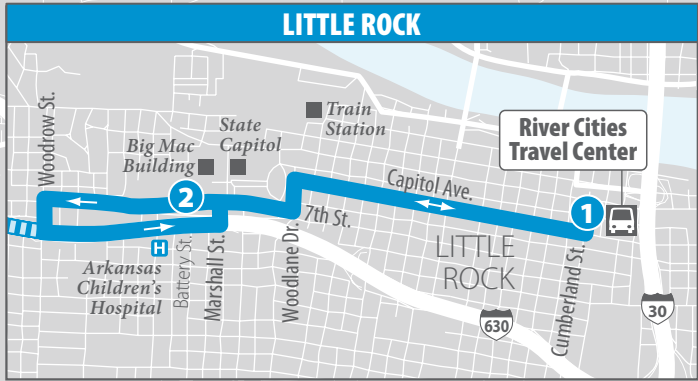 LITTLE ROCK
Woodrow St.
Train
Station
State
Capitol
Big Mac
Building
River Cities
Travel Center
Capitol Ave.
2
1
7th St.
H
Arkansas
Children's
Hospital
Battery St.
Marshall St.
Woodlane Dr.
LITTLE
ROCK
Cumberland St.
630
30